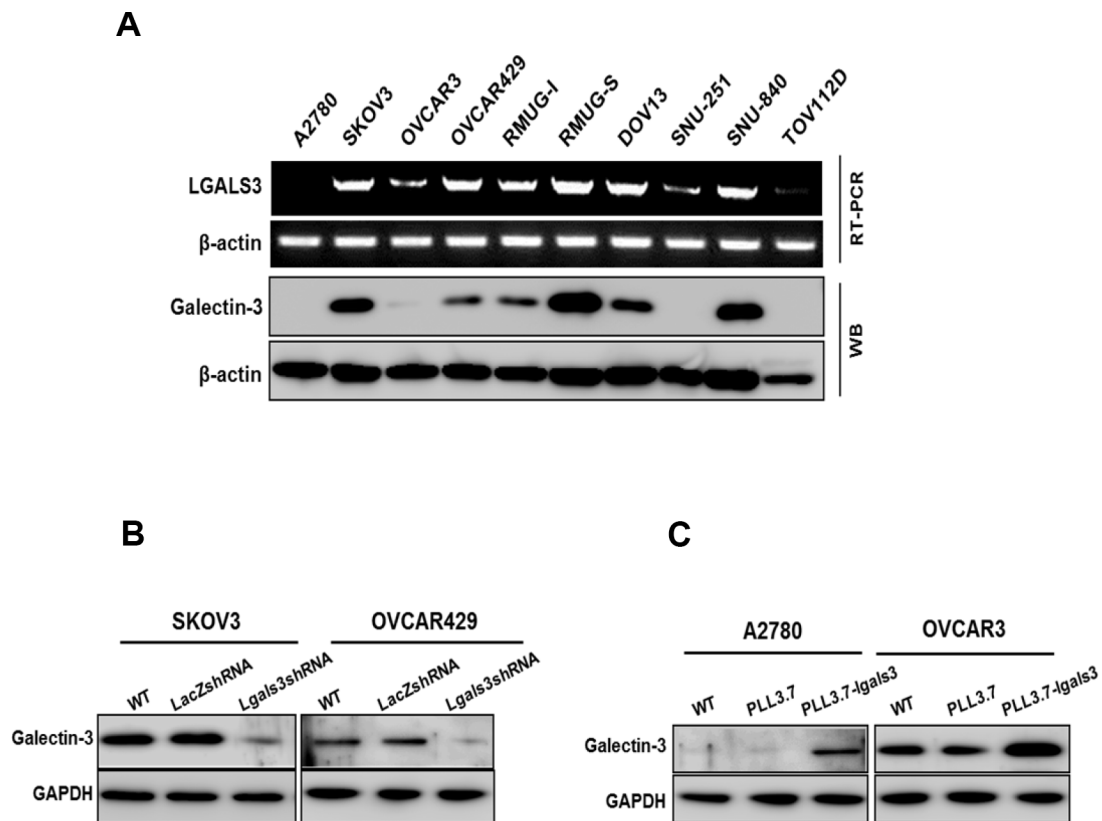 A
A2780 SKOV3 OVCAR3 OVCAR429 RMUG-I RMUG-S DOV13 SNU-251 SNU-840 TOV112D
LGALS3
β-actin
RT-PCR
Galectin-3
β-actin
WB
B
SKOV3 OVCAR429
WT LacZshRNA Lgals3shRNA WT LacZshRNA Lgals3shRNA
Galectin-3
GAPDH
C
A2780 OVCAR3
WT PLL3.7 PLL3.7-lgals3 WT PLL3.7 PLL3.7-lgals3
Galectin-3
GAPDH